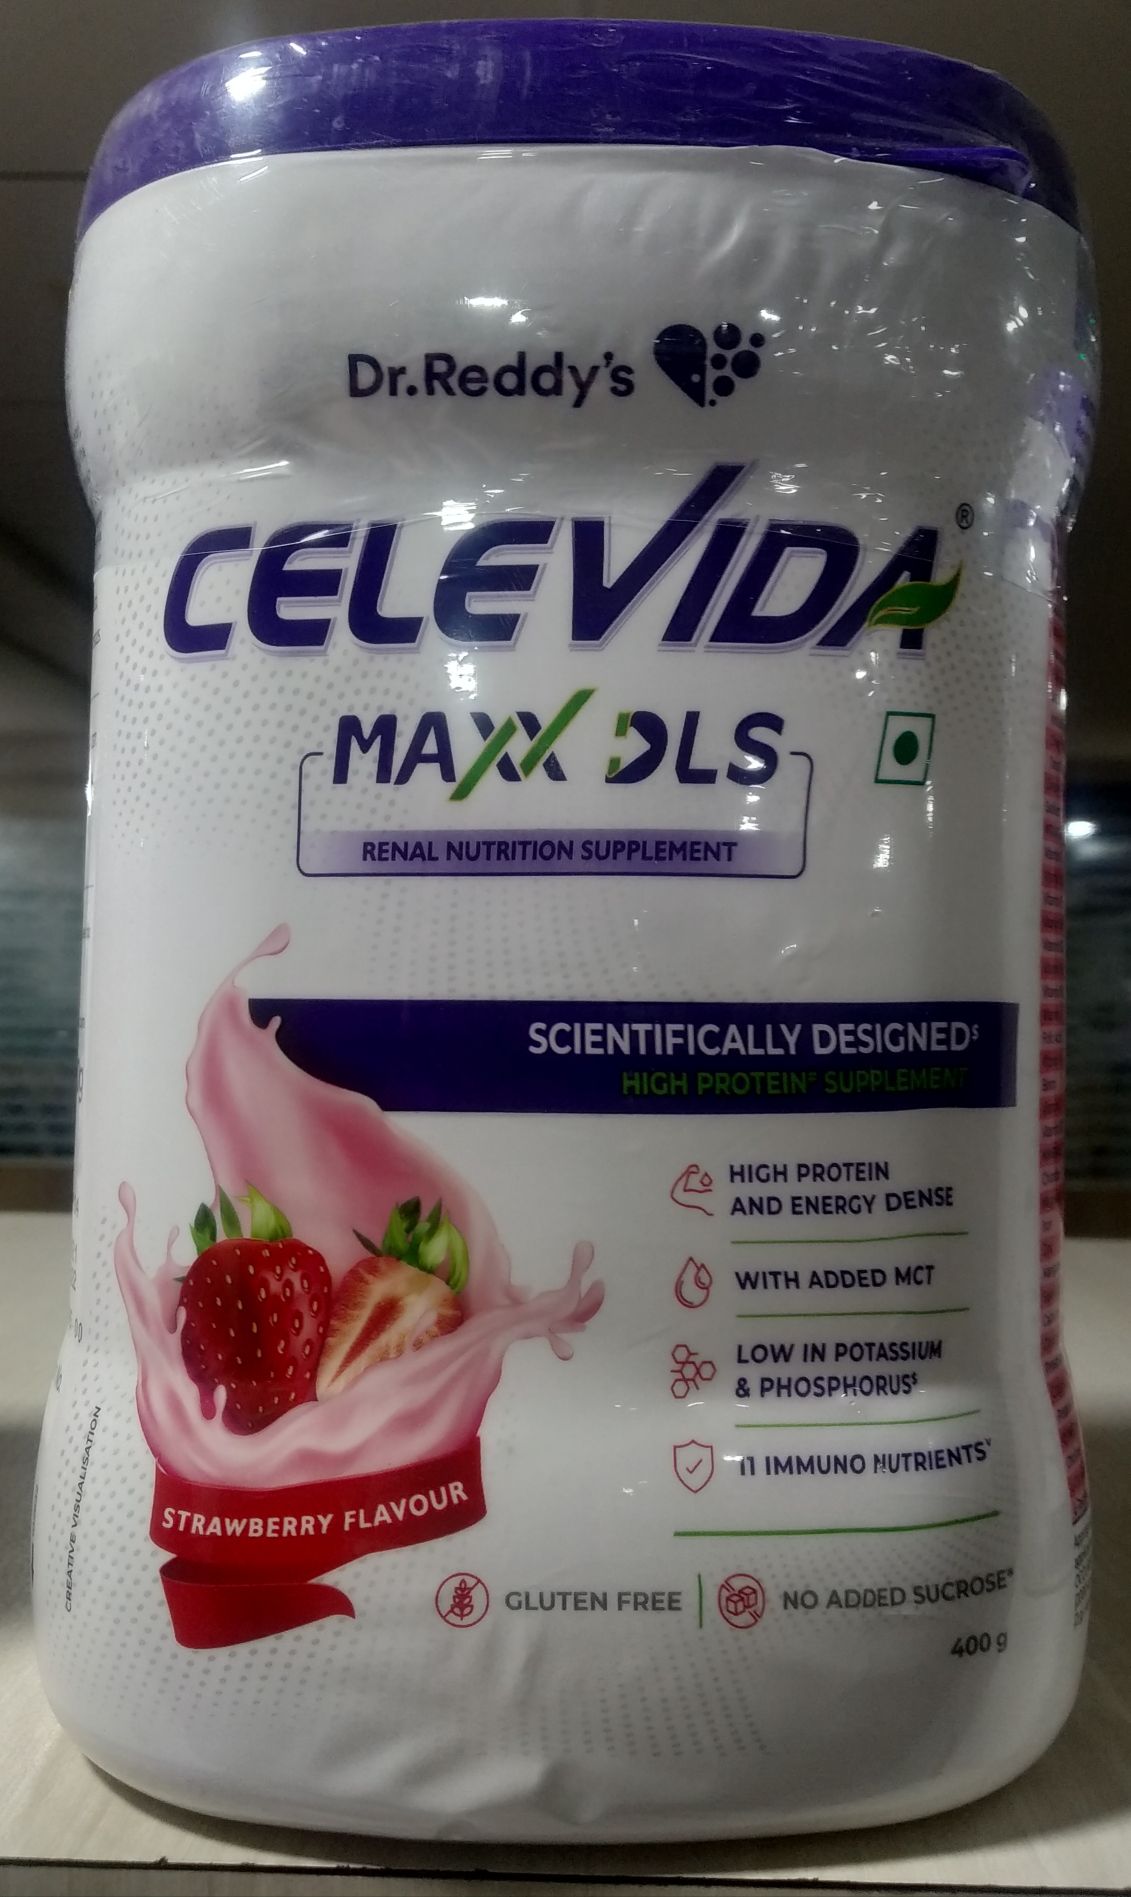 Dr.Reddy's
CELEVIDA®
MAXX DLS
RENAL NUTRITION SUPPLEMENT
SCIENTIFICALLY DESIGNED$
HIGH PROTEIN# SUPPLEMENT
HIGH PROTEIN
AND ENERGY DENSE
WITH ADDED MCT
LOW IN POTASSIUM
& PHOSPHORUS$
11 IMMUNO NUTRIENTS¥
STRAWBERRY FLAVOUR
CREATIVE VISUALISATION
GLUTEN FREE
NO ADDED SUCROSE*
400 g